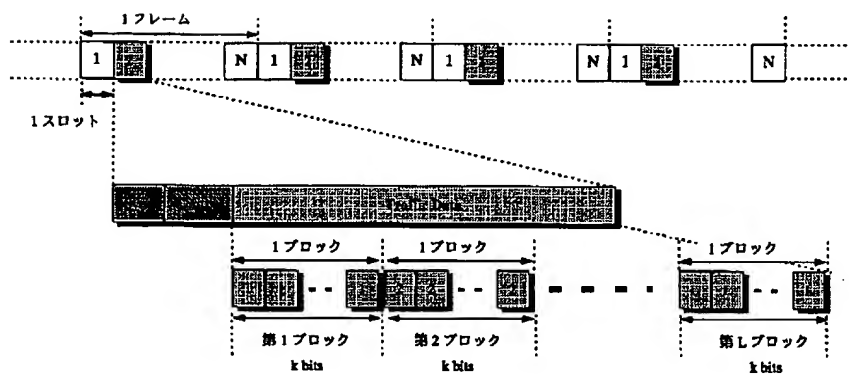 1フレーム
1 N 1 N 1 N 1 N
1スロット
Traffic Data
1ブロック 1ブロック 1ブロック
第1ブロック 第2ブロック 第Lブロック
k bits k bits k bits